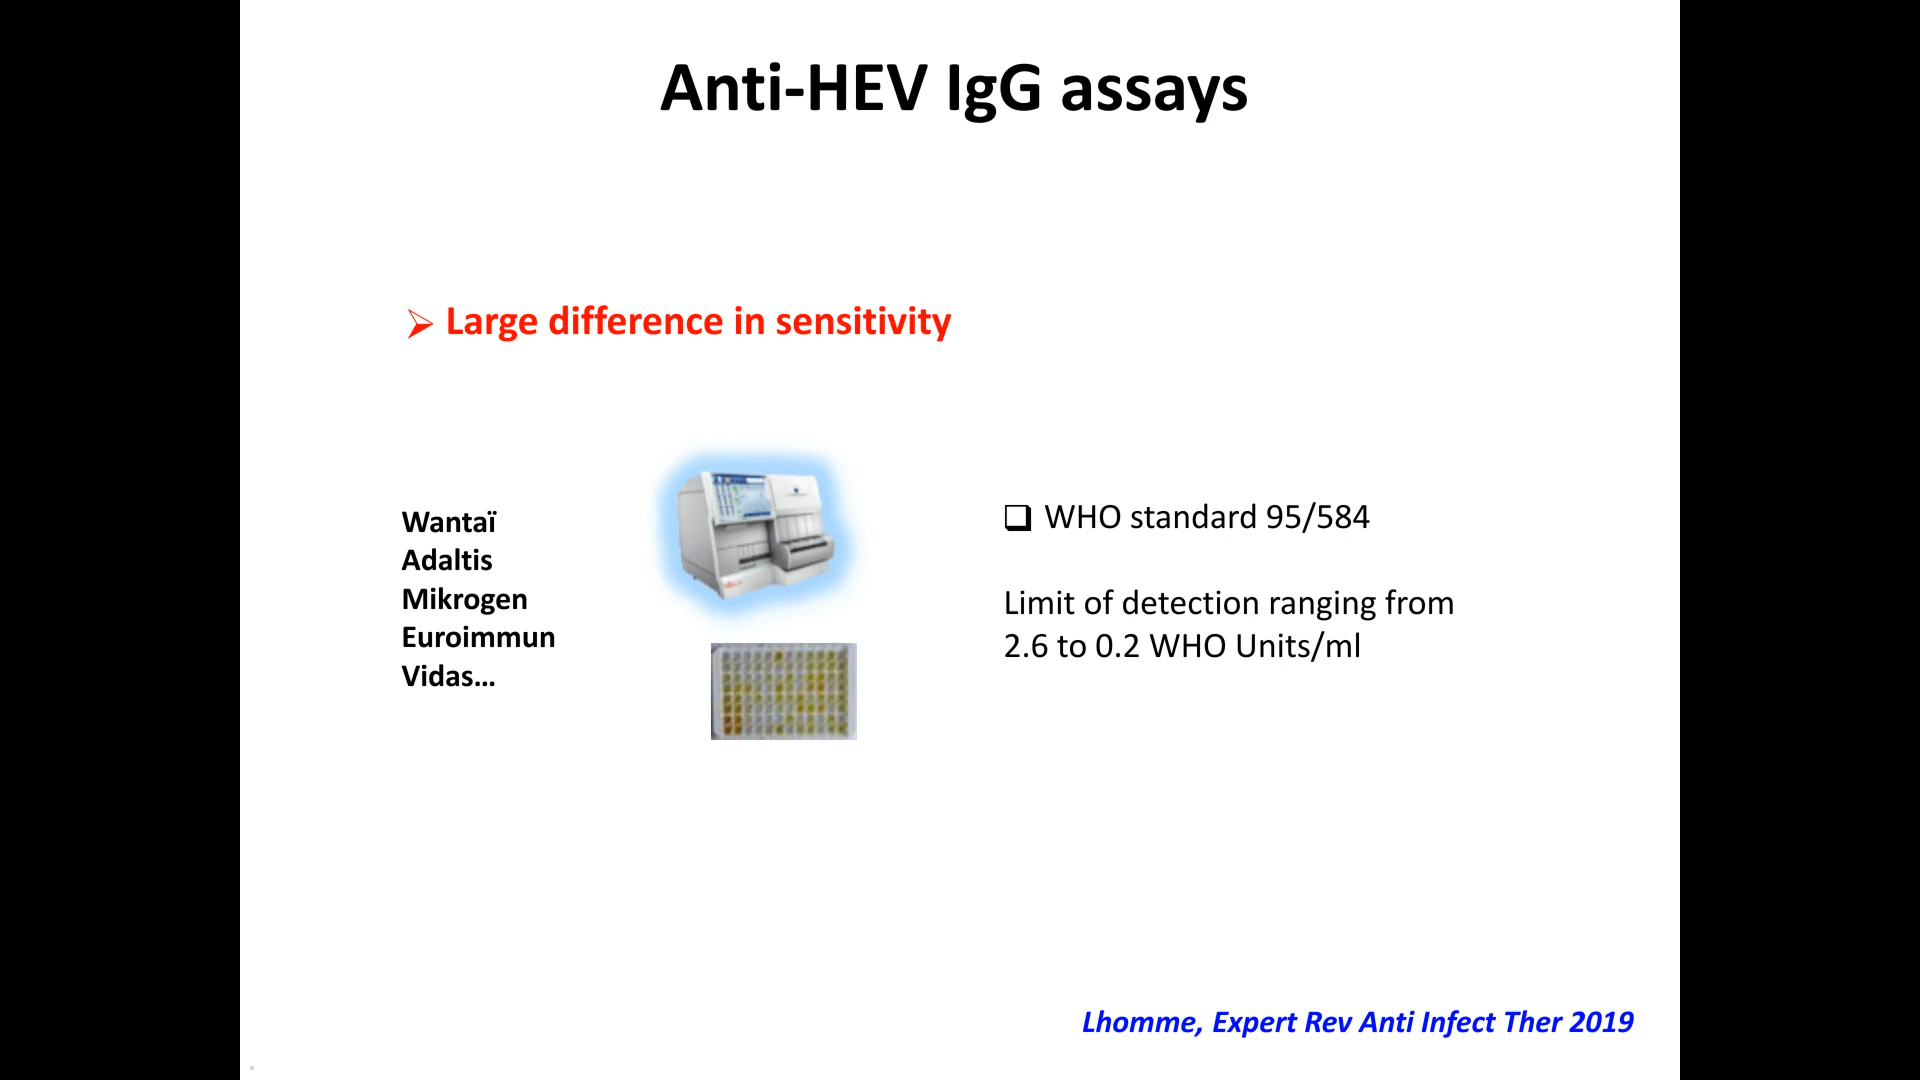 Anti-HEV IgG assays
Large difference in sensitivity
Wantaï
Adaltis
Mikrogen
Euroimmun
Vidas...
WHO standard 95/584
Limit of detection ranging from
2.6 to 0.2 WHO Units/ml
Lhomme, Expert Rev Anti Infect Ther 2019